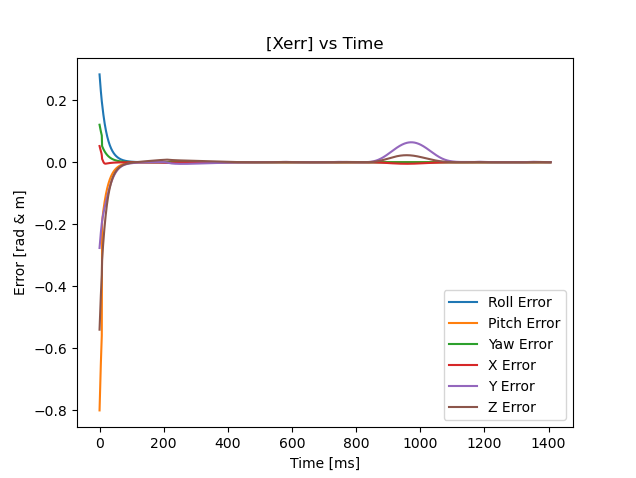 [Xerr] vs Time
Error [rad & m]
0.2
0.0
−0.2
−0.4
−0.6
−0.8
0 200 400 600 800 1000 1200 1400
Time [ms]
Roll Error
Pitch Error
Yaw Error
X Error
Y Error
Z Error